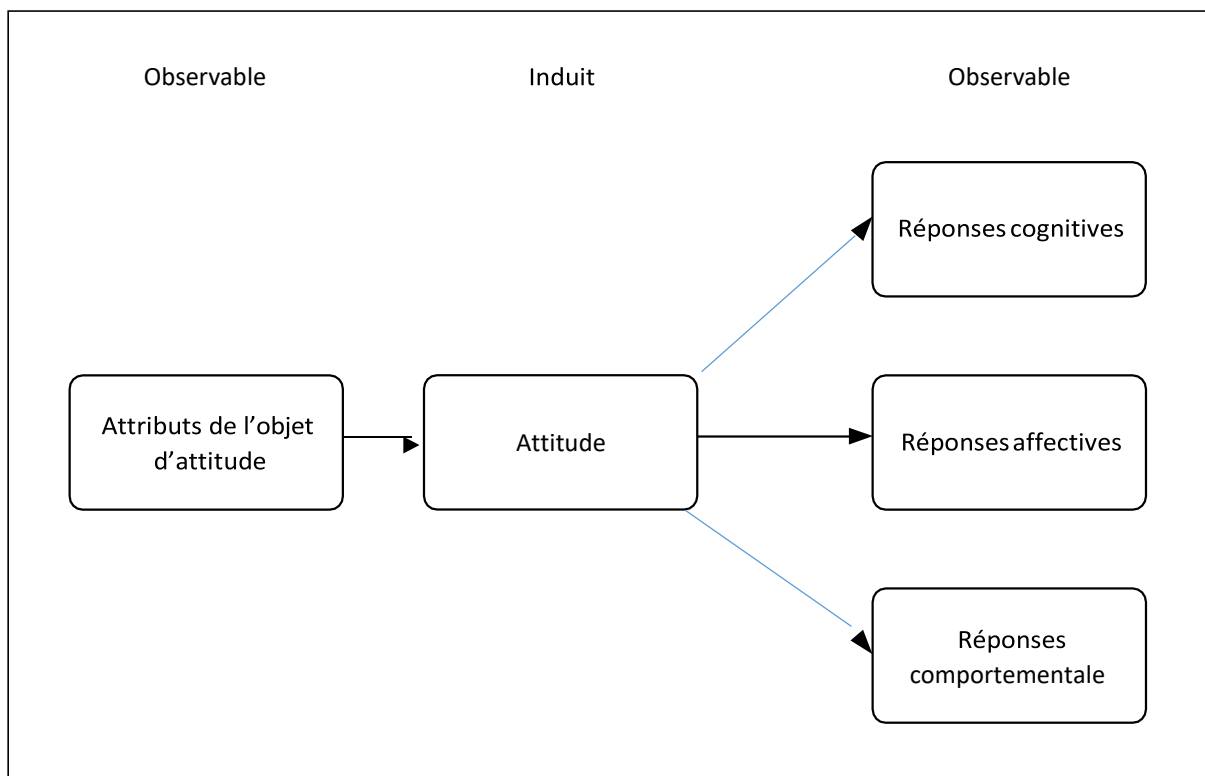 Observable
Induit
Observable
Réponses cognitives
Attributs de l’objet
d’attitude
Attitude
Réponses affectives
Réponses
comportementale